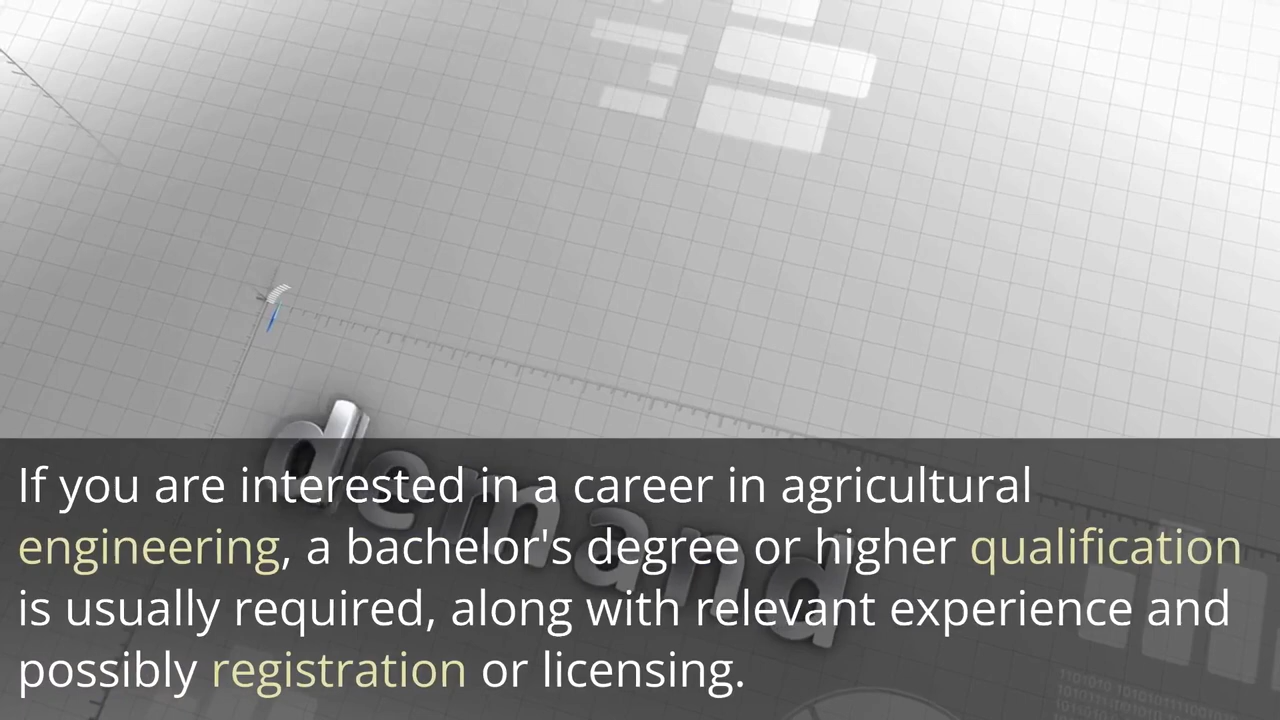 demand
If you are interested in a career in agricultural
engineering, a bachelor's degree or higher qualification
is usually required, along with relevant experience and
possibly registration or licensing.